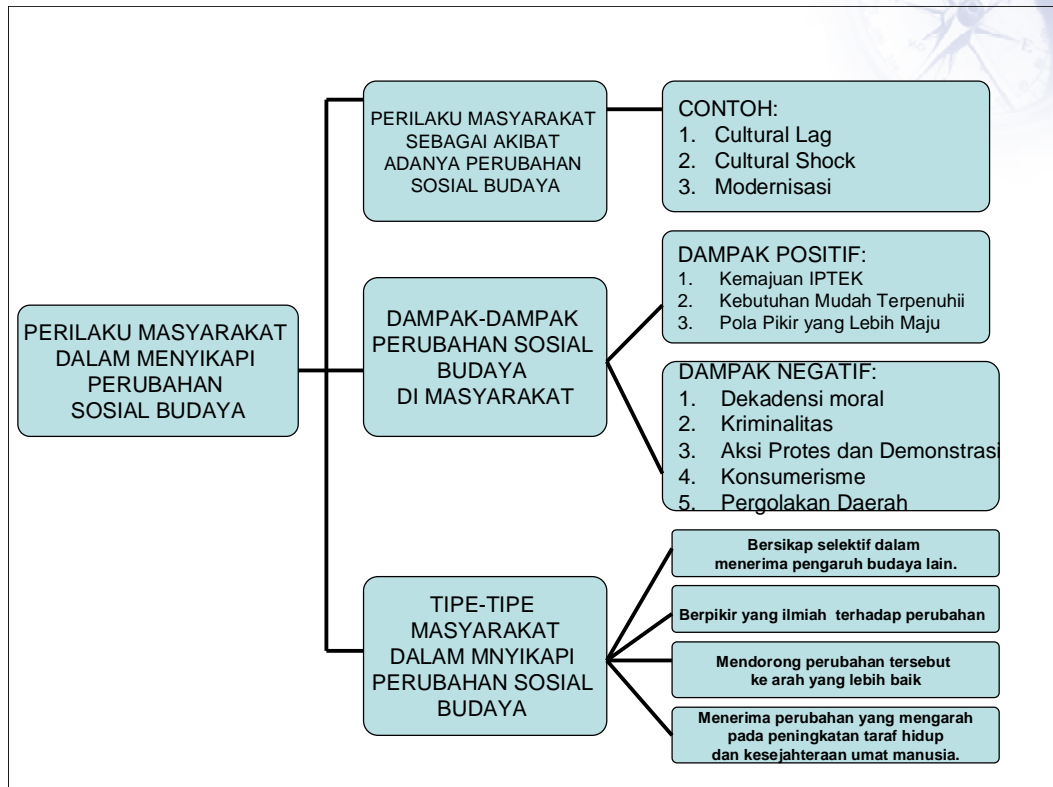 PERILAKU MASYARAKAT
DALAM MENYIKAPI
PERUBAHAN
SOSIAL BUDAYA
PERILAKU MASYARAKAT
SEBAGAI AKIBAT
ADANYA PERUBAHAN
SOSIAL BUDAYA
CONTOH:
1. Cultural Lag
2. Cultural Shock
3. Modernisasi
DAMPAK-DAMPAK
PERUBAHAN SOSIAL
BUDAYA
DI MASYARAKAT
DAMPAK POSITIF:
1. Kemajuan IPTEK
2. Kebutuhan Mudah Terpenuhii
3. Pola Pikir yang Lebih Maju
DAMPAK NEGATIF:
1. Dekadensi moral
2. Kriminalitas
3. Aksi Protes dan Demonstrasi
4. Konsumerisme
5. Pergolakan Daerah
TIPE-TIPE
MASYARAKAT
DALAM MNYIKAPI
PERUBAHAN SOSIAL
BUDAYA
Bersikap selektif dalam
menerima pengaruh budaya lain.
Berpikir yang ilmiah terhadap perubahan
Mendorong perubahan tersebut
ke arah yang lebih baik
Menerima perubahan yang mengarah
pada peningkatan taraf hidup
dan kesejahteraan umat manusia.